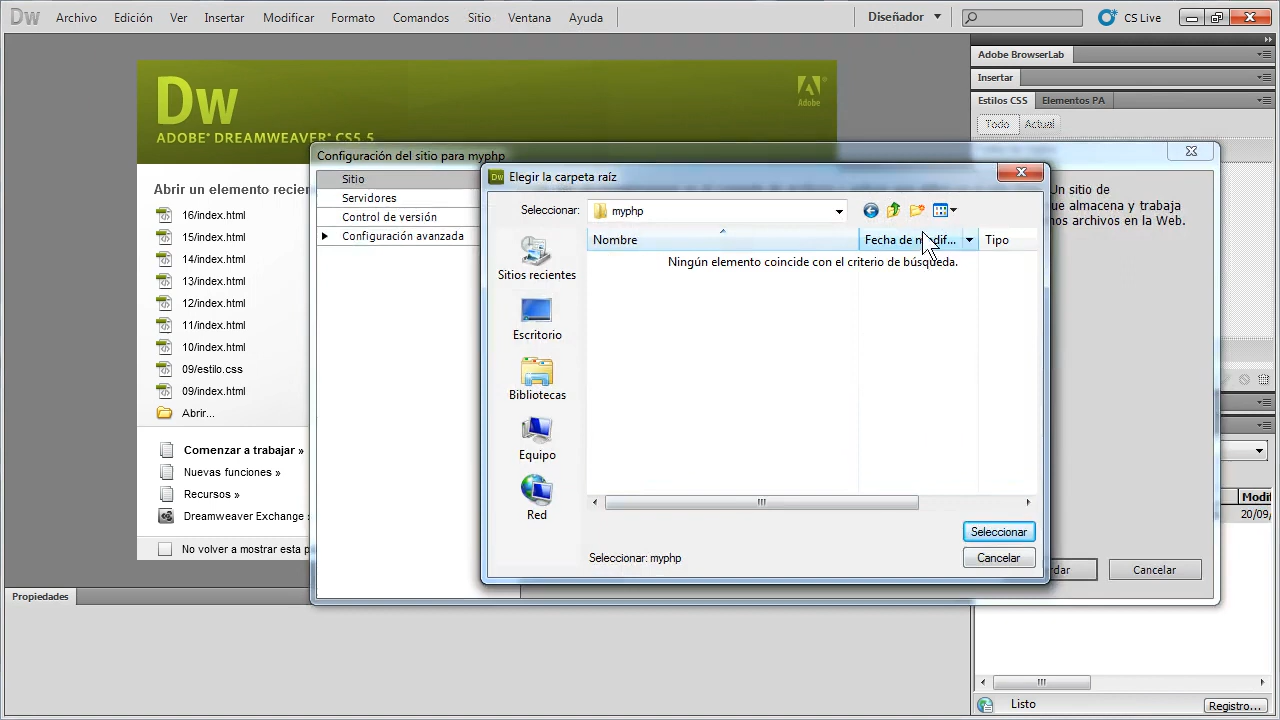 Dw Archivo Edición Ver Insertar Modificar Formato Comandos Sitio Ventana Ayuda Diseñador CS Live
Adobe BrowserLab
Insertar
Estilos CSS Elementos PA
Todo Actual
Dw
ADOBE® DREAMWEAVER® CS5.5
Adobe
Abrir un elemento recien
16/index.html
15/index.html
14/index.html
13/index.html
12/index.html
11/index.html
10/index.html
09/estilo.css
09/index.html
Abrir...
Comenzar a trabajar »
Nuevas funciones »
Recursos »
Dreamweaver Exchange
No volver a mostrar esta p
Propiedades
Configuración del sitio para myphp
Sitio
Servidores
Control de versión
Configuración avanzada
Un sitio de
que almacena y trabaja
nos archivos en la Web.
Dw Elegir la carpeta raíz
Seleccionar: myphp
Nombre Fecha de modif... Tipo
Ningún elemento coincide con el criterio de búsqueda.
Sitios recientes
Escritorio
Bibliotecas
Equipo
Red
Seleccionar
Seleccionar: myphp
Cancelar
rdar Cancelar
Modif
20/09/
Listo Registro...